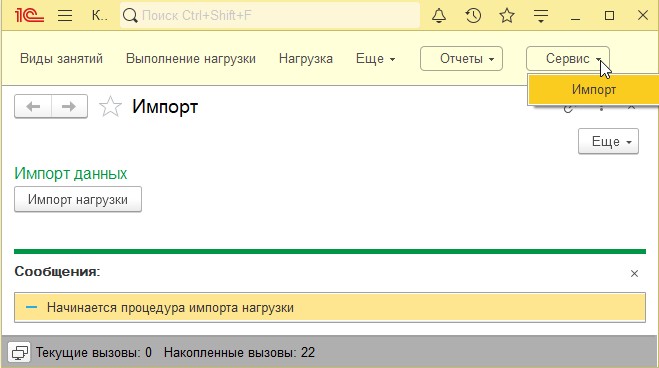 1С К.. Поиск Ctrl+Shift+F
Виды занятий Выполнение нагрузки Нагрузка Еще Отчеты Сервис
Импорт
Импорт
Еще
Импорт данных
Импорт нагрузки
Сообщения:
Начинается процедура импорта нагрузки
Текущие вызовы: 0 Накопленные вызовы: 22